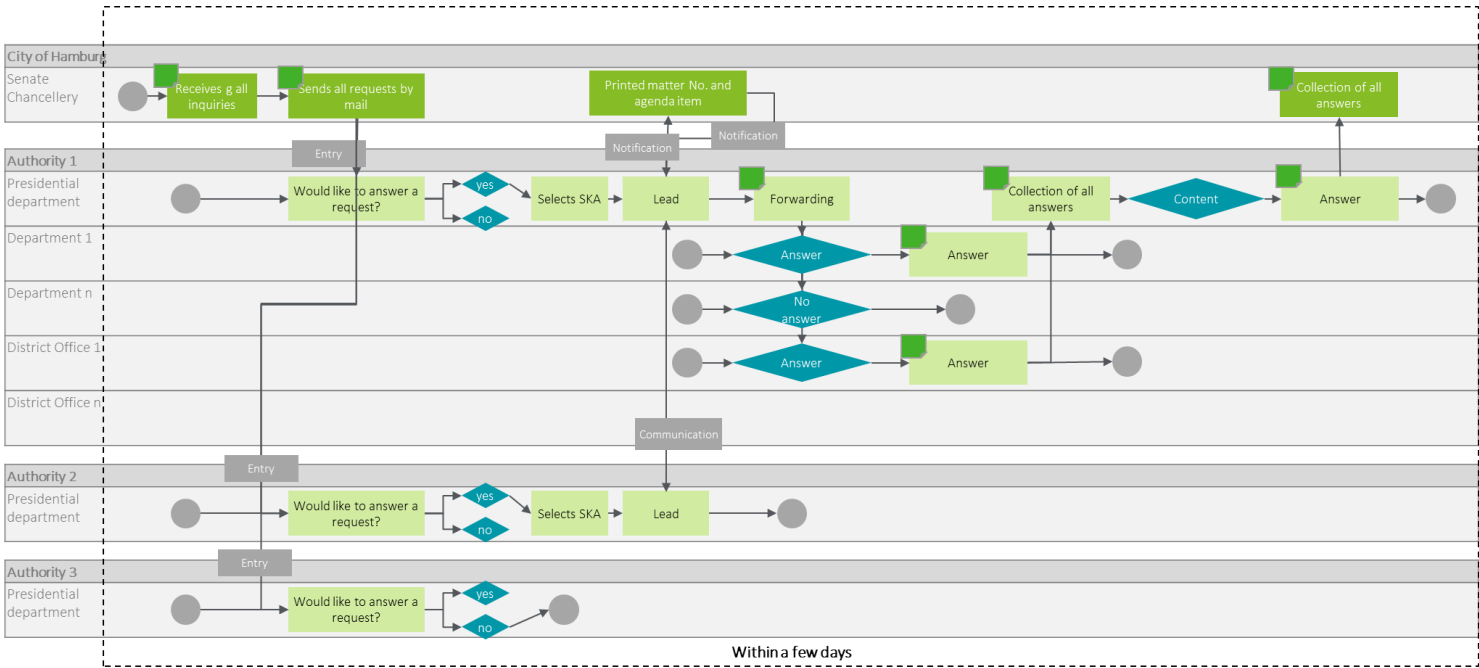 City of Hamburg
Senate
Chancellery
Receives g all
inquiries
Sends all requests by
mail
Printed matter No. and
agenda item
Collection of all
answers
Notification
Notification
Entry
Authority 1
Presidential
department
Would like to answer a
request?
yes
no
Selects SKA
Lead
Forwarding
Collection of all
answers
Content
Answer
Department 1
Answer
Answer
Department n
No
answer
District Office 1
Answer
Answer
District Office n
Communication
Entry
Authority 2
Presidential
department
Would like to answer a
request?
yes
no
Selects SKA
Lead
Entry
Authority 3
Presidential
department
Would like to answer a
request?
yes
no
Within a few days